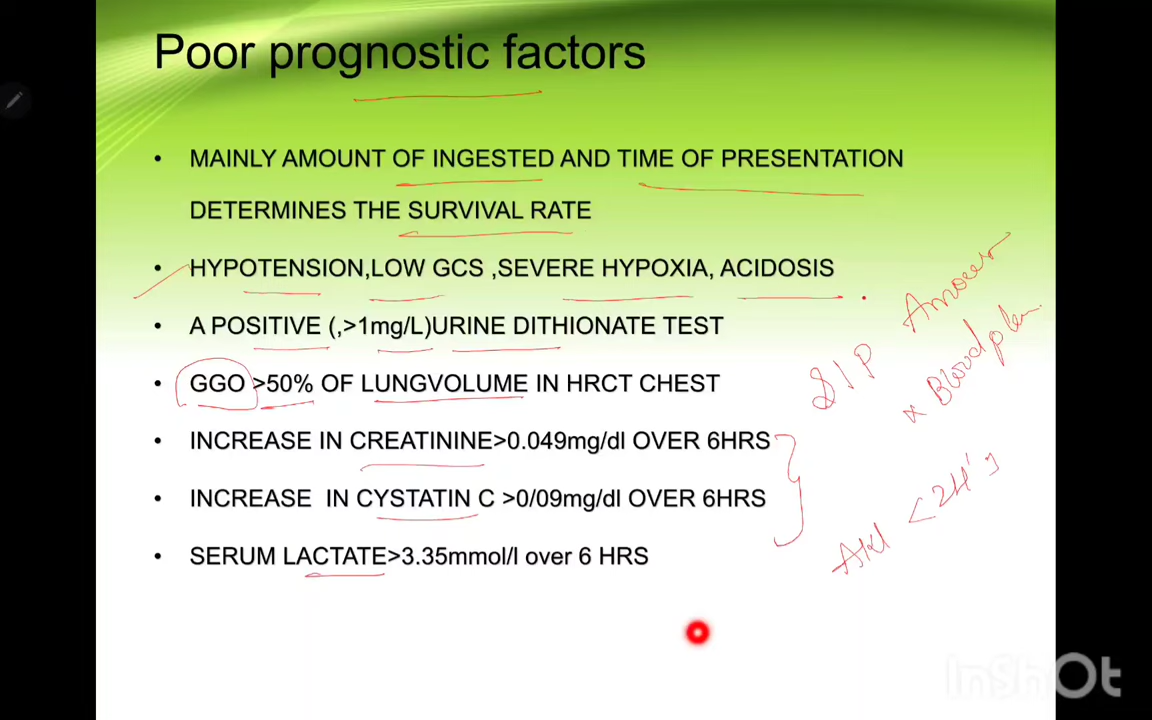 Poor prognostic factors
• MAINLY AMOUNT OF INGESTED AND TIME OF PRESENTATION
DETERMINES THE SURVIVAL RATE
• HYPOTENSION,LOW GCS ,SEVERE HYPOXIA, ACIDOSIS
• A POSITIVE (,>1mg/L)URINE DITHIONATE TEST
• GGO >50% OF LUNGVOLUME IN HRCT CHEST
• INCREASE IN CREATININE>0.049mg/dl OVER 6HRS
• INCREASE IN CYSTATIN C >0/09mg/dl OVER 6HRS
• SERUM LACTATE>3.35mmol/l over 6 HRS
SIP
Amount
Blood
AKI <24
InShOt